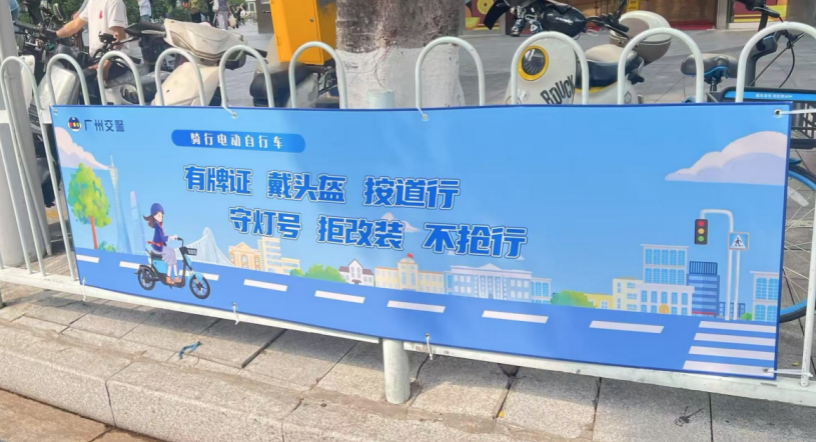 广州交警
骑行电动自行车
有牌证 戴头盔 按道行
守灯号 拒改装 不抢行
BOUCK